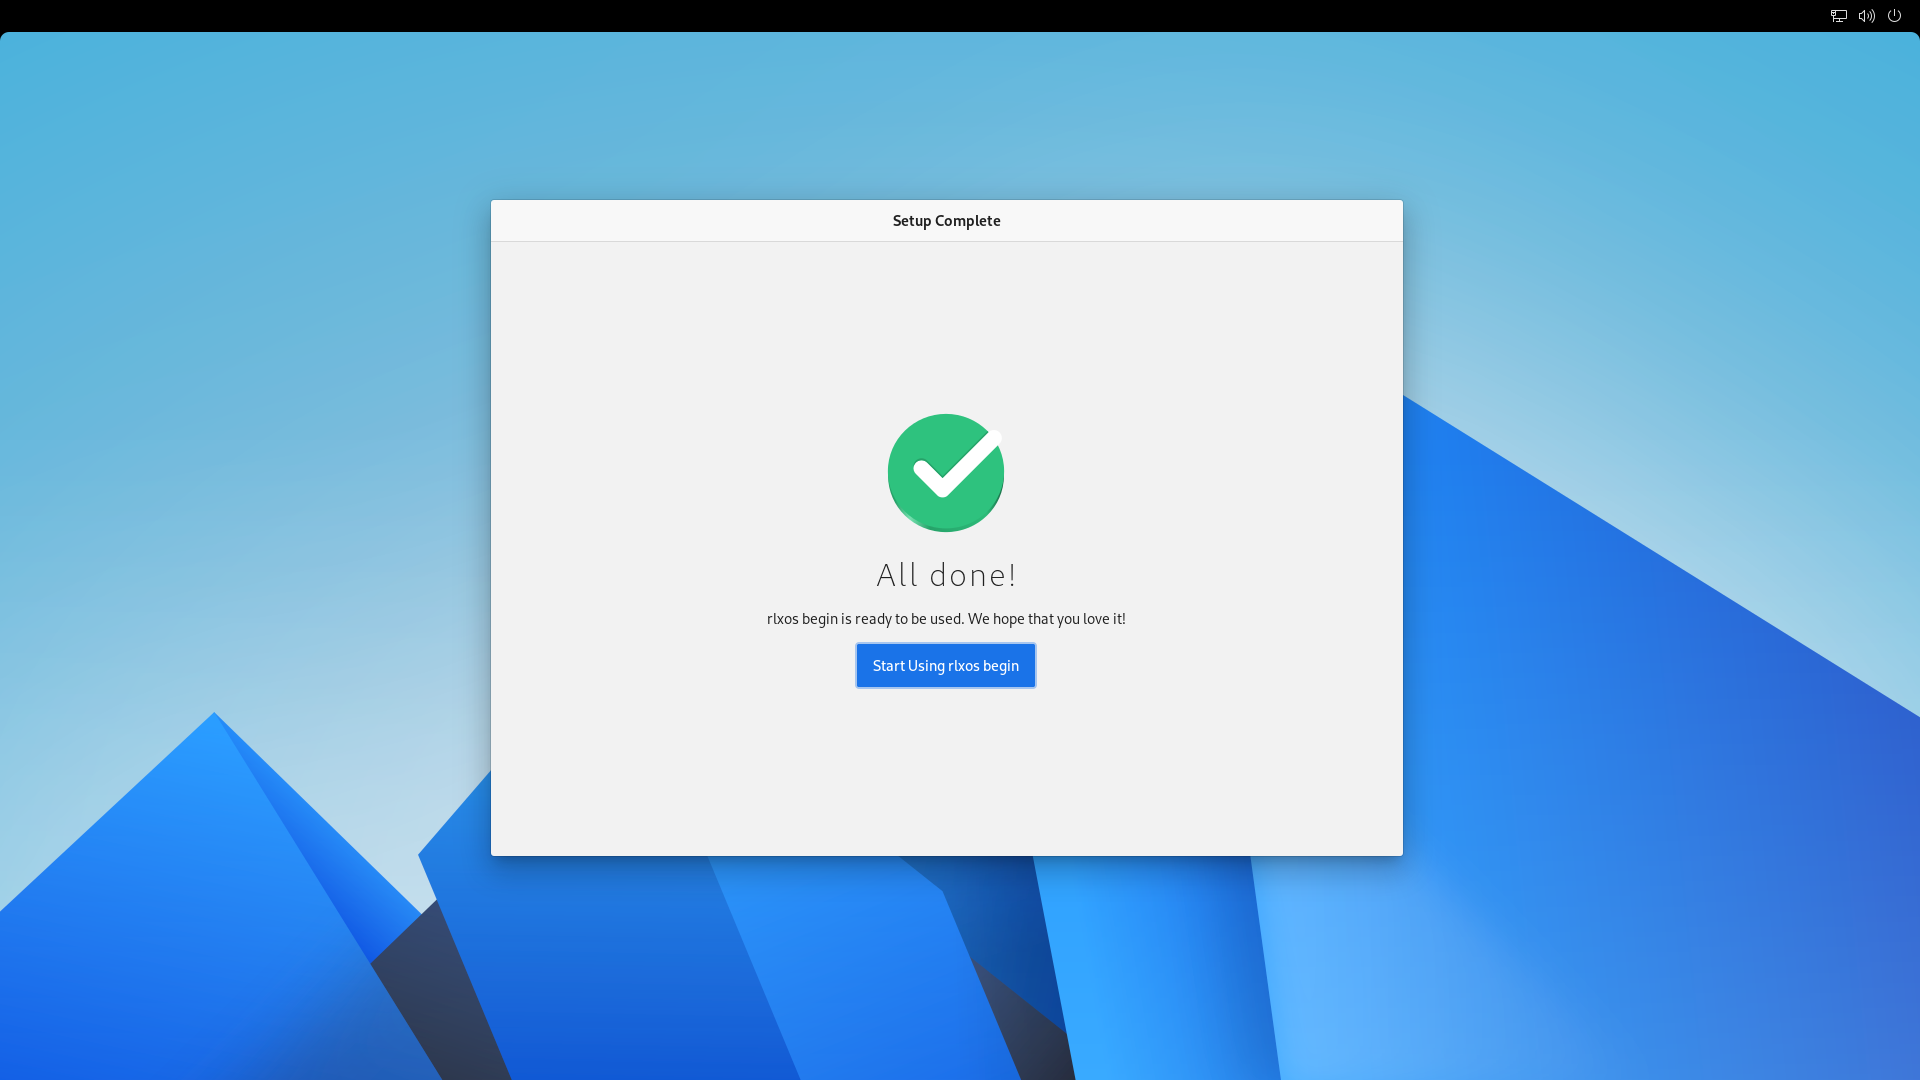 Setup Complete
All done!
rlxos begin is ready to be used. We hope that you love it!
Start Using rlxos begin